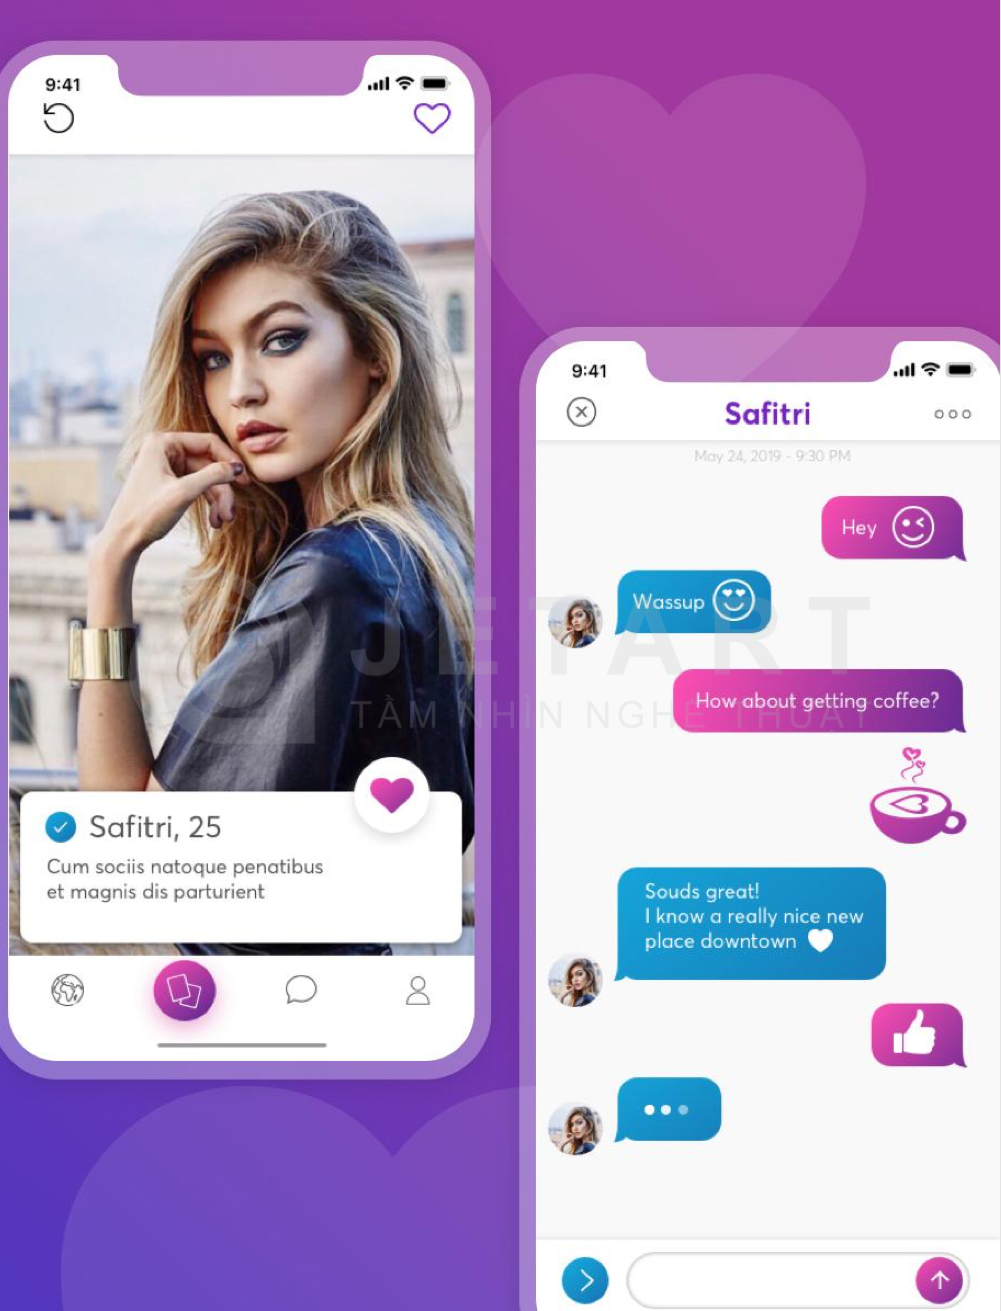 9:41
Safitri, 25
Cum sociis natoque penatibus
et magnis dis parturient
9:41
Safitri
May 24, 2019 - 9:30 PM
Hey
Wassup
How about getting coffee?
Souds great!
I know a really nice new
place downtown
JETART
TẦM NHÌN NGHỆ THUẬT